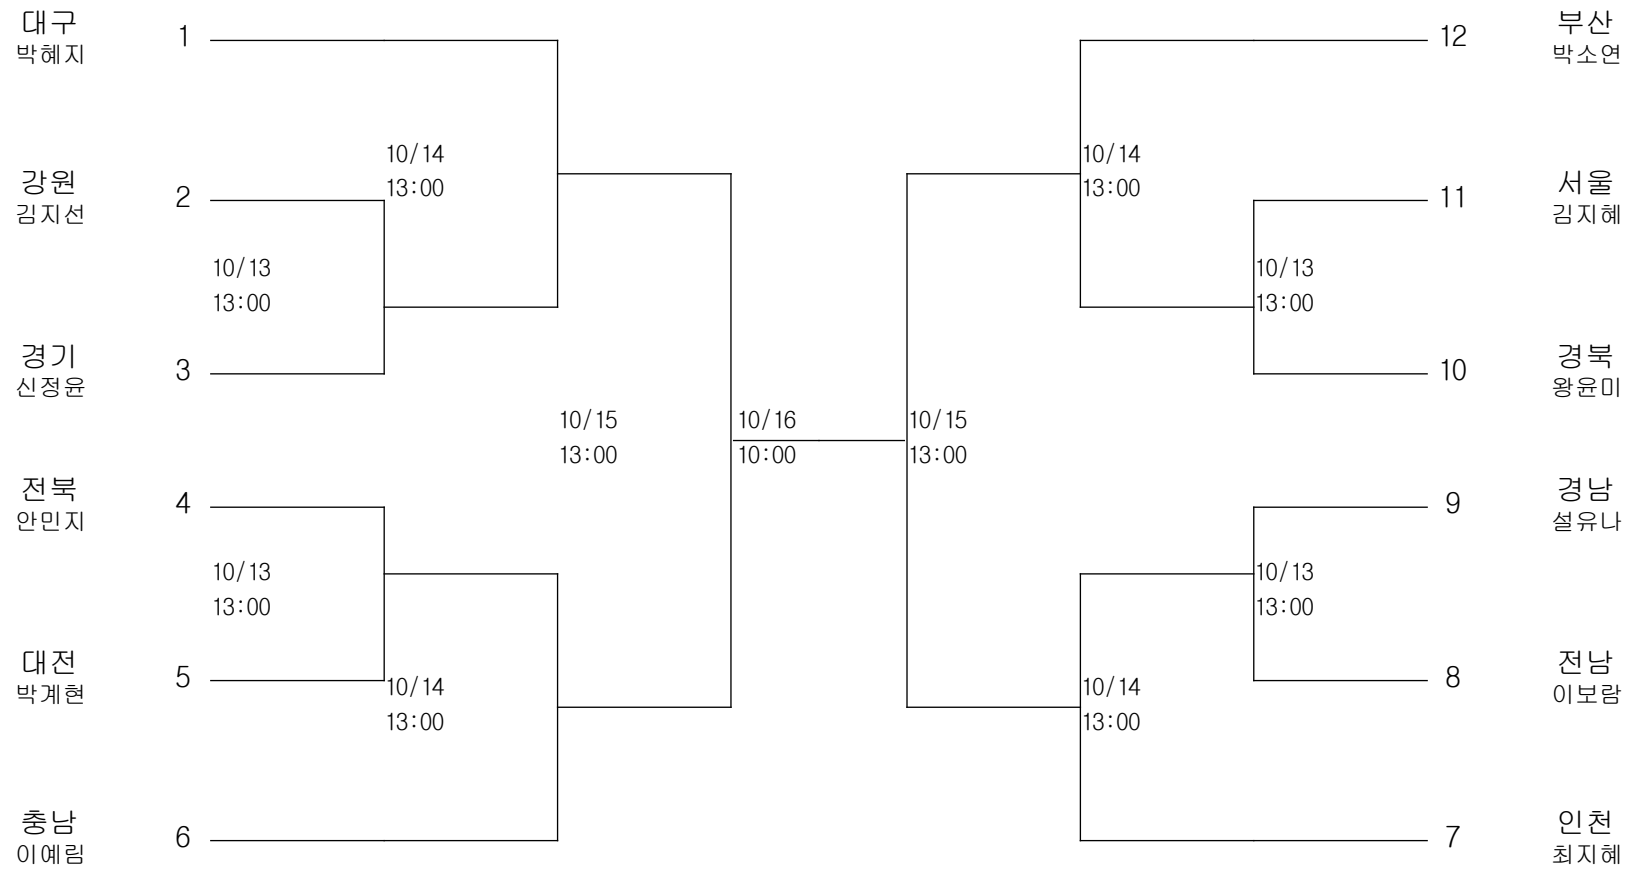 대구
박혜지
1
12
부산
박소연
10/14
13:00
10/14
13:00
강원
김지선
2
11
서울
김지혜
10/13
13:00
10/13
13:00
경기
신정윤
3
10
경북
왕윤미
10/15
13:00
10/16
10:00
10/15
13:00
전북
안민지
4
9
경남
설유나
10/13
13:00
10/13
13:00
대전
박계현
5
8
전남
이보람
10/14
13:00
10/14
13:00
충남
이예림
6
7
인천
최지혜